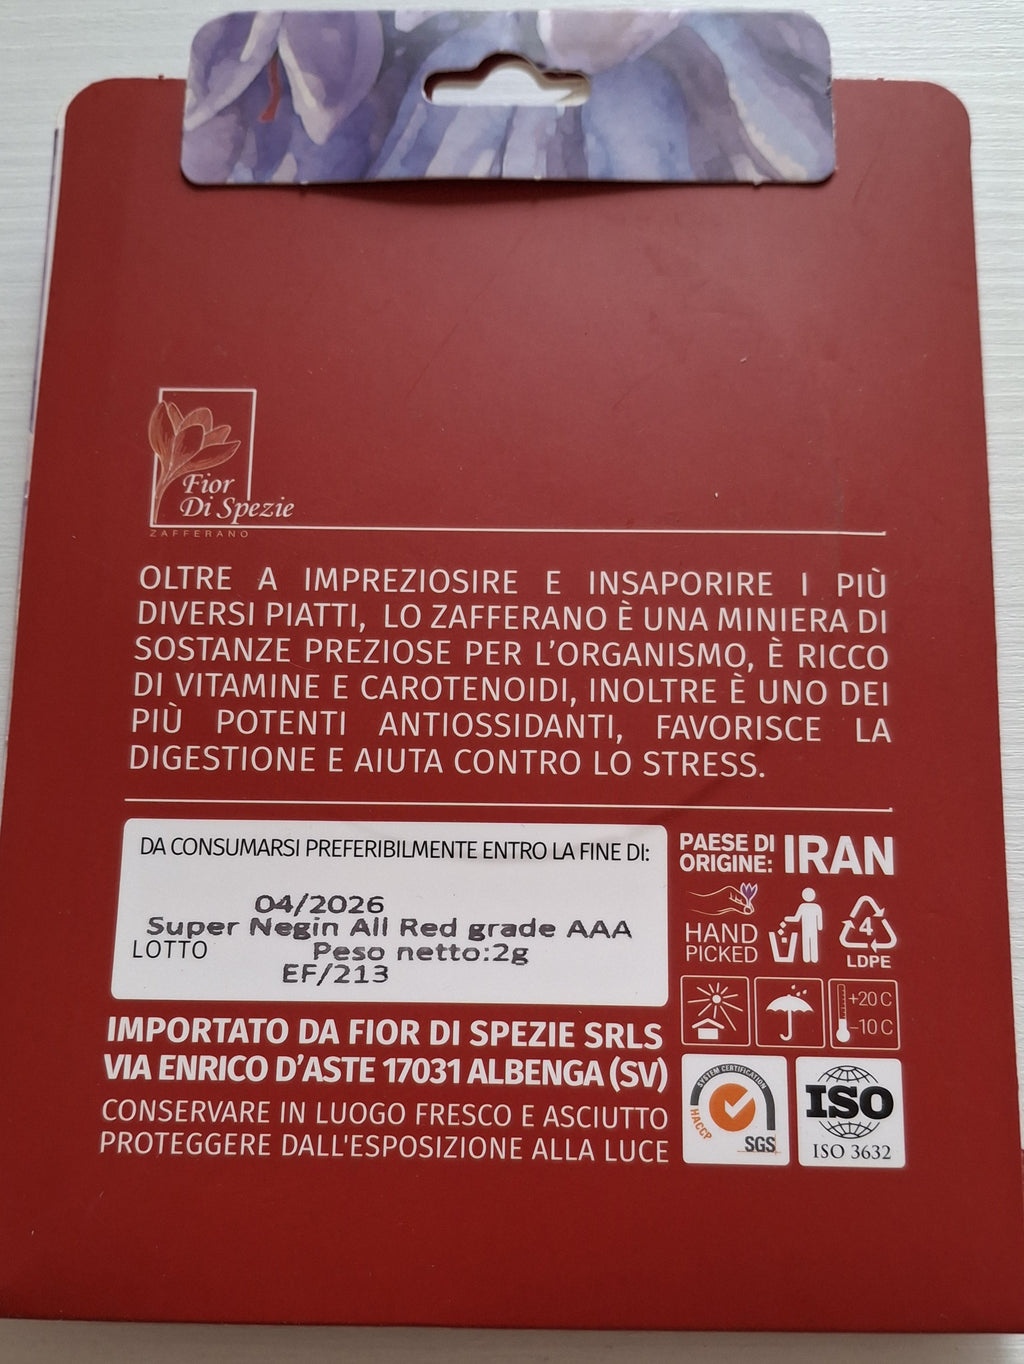 Fior
Di Spezie
ZAFFERANO
OLTRE A IMPREZIOSIRE E INSAPORIRE I PIÙ
DIVERSI PIATTI, LO ZAFFERANO È UNA MINIERA DI
SOSTANZE PREZIOSE PER L'ORGANISMO, È RICCO
DI VITAMINE E CAROTENOIDI, INOLTRE È UNO DEI
PIÙ POTENTI ANTIOSSIDANTI, FAVORISCE LA
DIGESTIONE E AIUTA CONTRO LO STRESS.
DA CONSUMARSI PREFERIBILMENTE ENTRO LA FINE DI:
04/2026
Super Negin All Red grade AAA
LOTTO Peso netto:2g
EF/213
PAESE DI
ORIGINE: IRAN
HAND
PICKED
4
LDPE
+20 C
-10 C
IMPORTATO DA FIOR DI SPEZIE SRLS
VIA ENRICO D'ASTE 17031 ALBENGA (SV)
CONSERVARE IN LUOGO FRESCO E ASCIUTTO
PROTEGGERE DALL'ESPOSIZIONE ALLA LUCE
SYSTEM CERTIFICATION
HACCP
SGS
ISO
ISO 3632